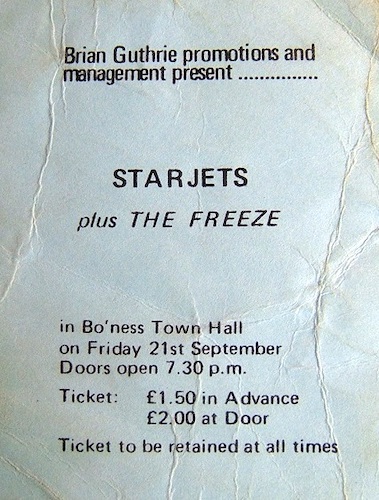 Brian Guthrie promotions and
management present ...............
STARJETS
plus THE FREEZE
in Bo'ness Town Hall
on Friday 21st September
Doors open 7.30 p.m.
Ticket: £1.50 in Advance
£2.00 at Door
Ticket to be retained at all times